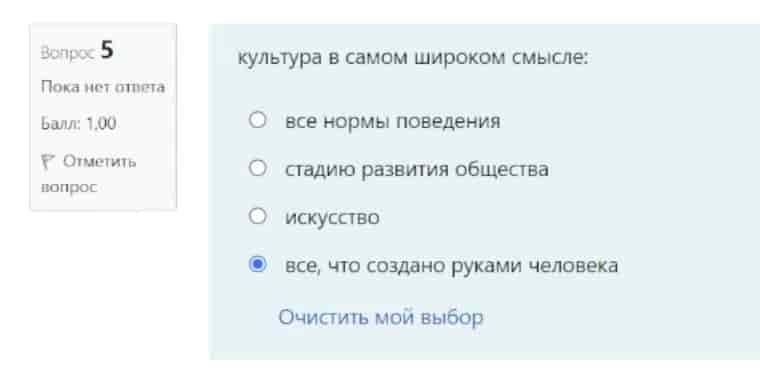 Вопрос 5
Пока нет ответа
Балл: 1,00
Отметить
вопрос
культура в самом широком смысле:
все нормы поведения
стадию развития общества
искусство
все, что создано руками человека
Очистить мой выбор